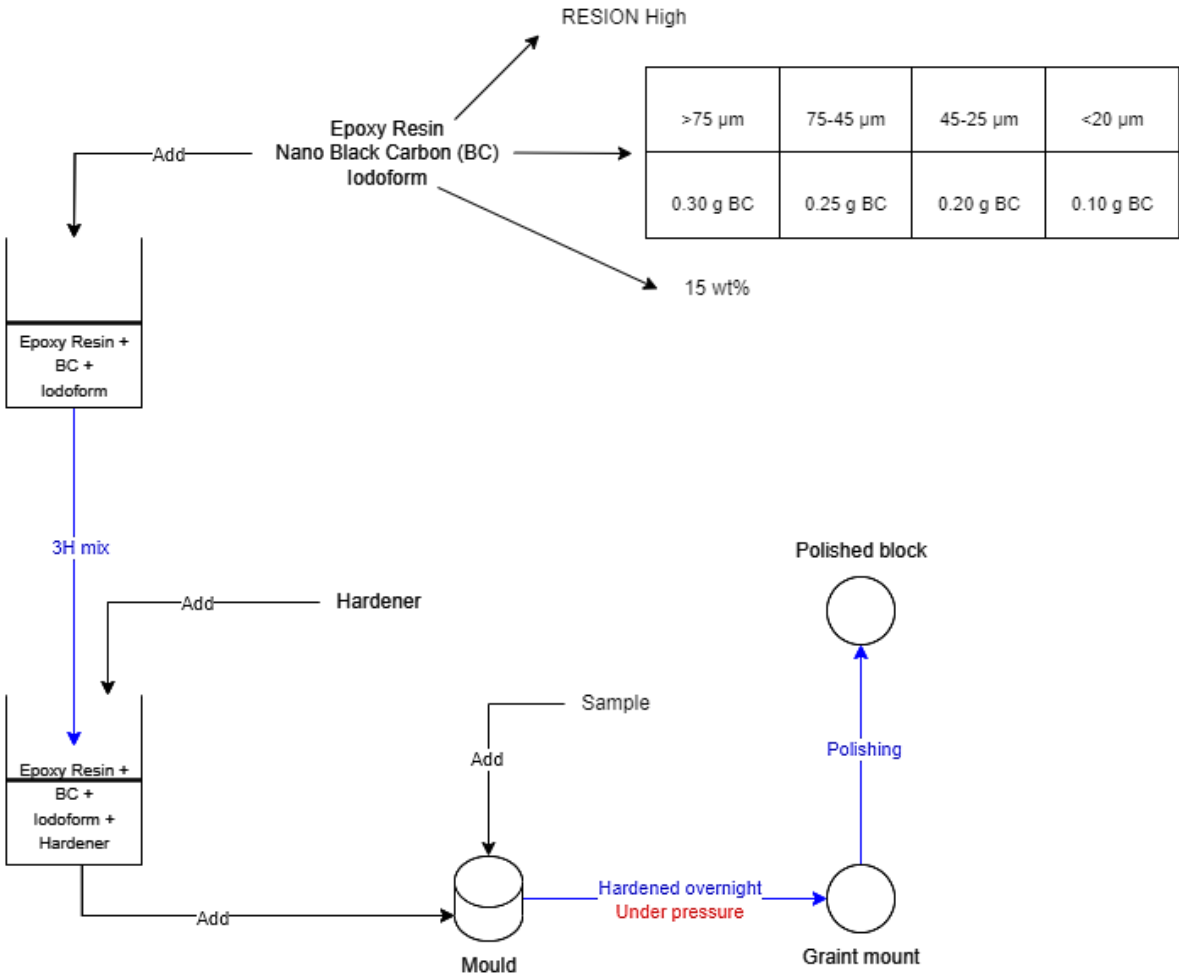 RESION High
Epoxy Resin
Nano Black Carbon (BC)
Iodoform
Add
>75 µm 75-45 µm 45-25 µm <20 µm
0.30 g BC 0.25 g BC 0.20 g BC 0.10 g BC
15 wt%
Epoxy Resin +
BC +
Iodoform
3H mix
Add
Hardener
Polished block
Sample
Add
Polishing
Epoxy Resin +
BC +
Iodoform +
Hardener
Add
Hardened overnight
Under pressure
Mould
Graint mount